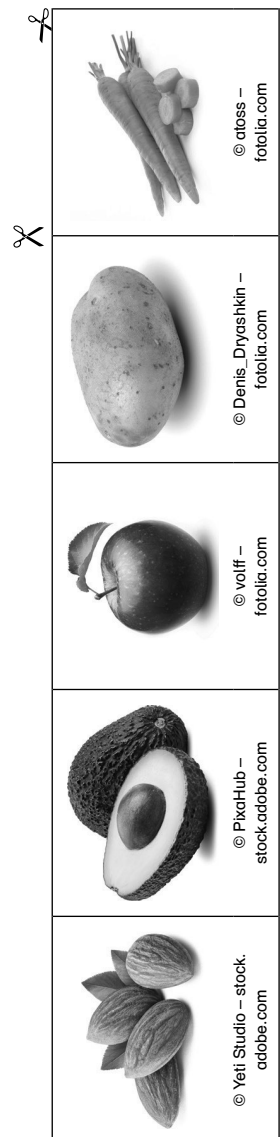 © atoss –
fotolia.com
© Denis_Dryashkin –
fotolia.com
© volff –
fotolia.com
© PixaHub –
stock.adobe.com
© Yeti Studio – stock.
adobe.com